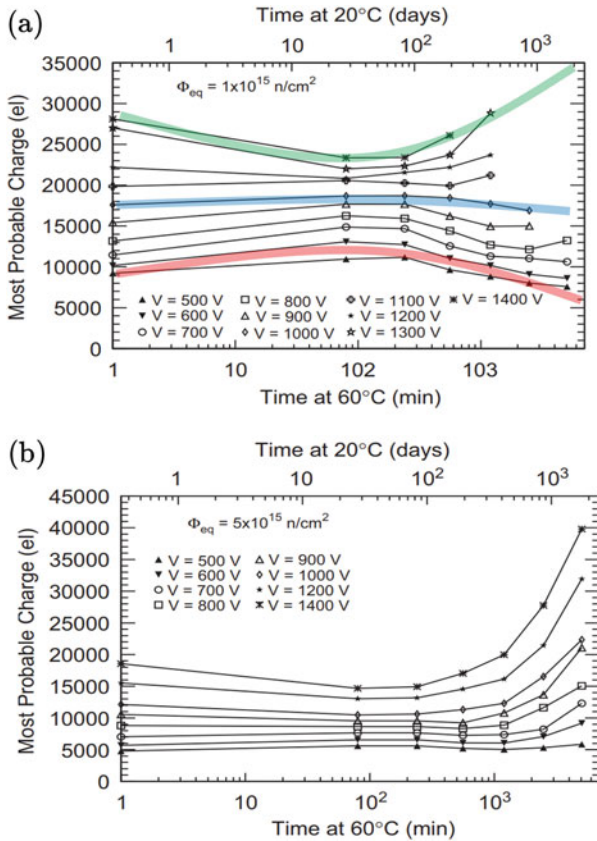 (a)
Time at 20°C (days)
1 10 100 1000
Most Probable Charge (el)
35000
30000
25000
20000
15000
10000
5000
0
Φeq = 1x10¹⁵ n/cm²
V = 500 V V = 800 V V = 1100 V V = 1400 V
V = 600 V V = 900 V V = 1200 V
V = 700 V V = 1000 V V = 1300 V
1 10 102 103
Time at 60°C (min)
(b)
Time at 20°C (days)
1 10 100 1000
Most Probable Charge (el)
45000
40000
35000
30000
25000
20000
15000
10000
5000
0
Φeq = 5x10¹⁵ n/cm²
V = 500 V V = 900 V
V = 600 V V = 1000 V
V = 700 V V = 1200 V
V = 800 V V = 1400 V
1 10 10² 10³
Time at 60°C (min)